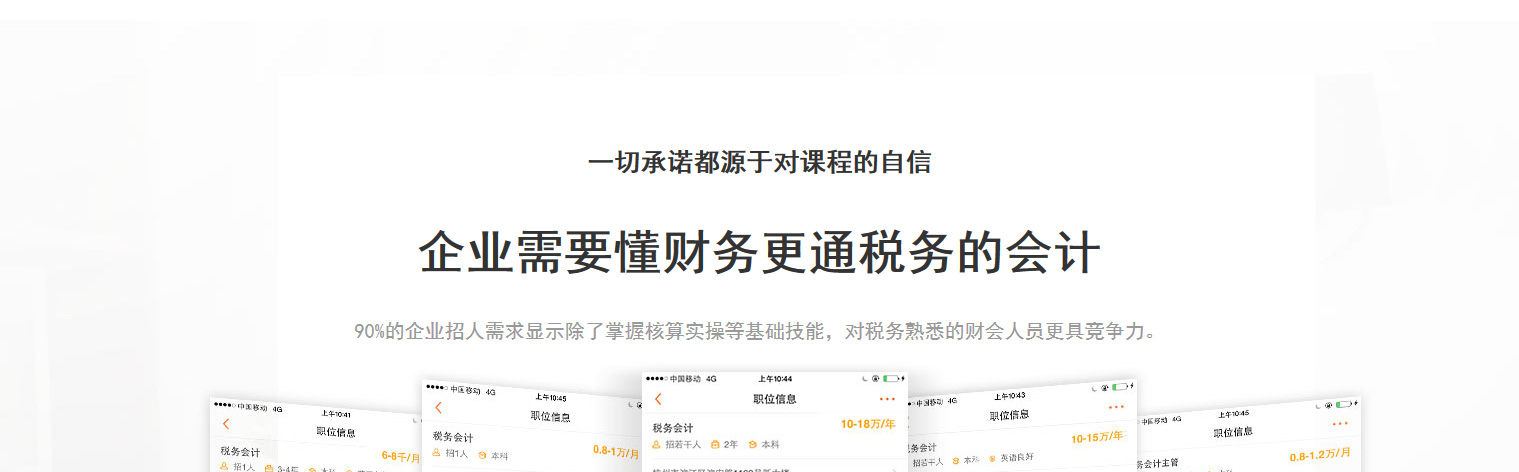 一切承诺都源于对课程的自信
企业需要懂财务更通税务的会计
90%的企业招人需求显示除了掌握核算实操等基础技能，对税务熟悉的财会人员更具竞争力。
中国移动 4G 上午10:41
职位信息
税务会计 6-8千/月
招1人 3-4年 本科
中国移动 4G 上午10:45
职位信息
税务会计 0.8-1万/月
招1人 本科
中国移动 4G 上午10:44
职位信息
税务会计 10-18万/年
招若干人 2年 本科
中国移动 4G 上午10:43
职位信息
税务会计 10-15万/年
招若干人 本科 英语良好
中国移动 4G 上午10:45
职位信息
务会计主管 0.8-1.2万/月